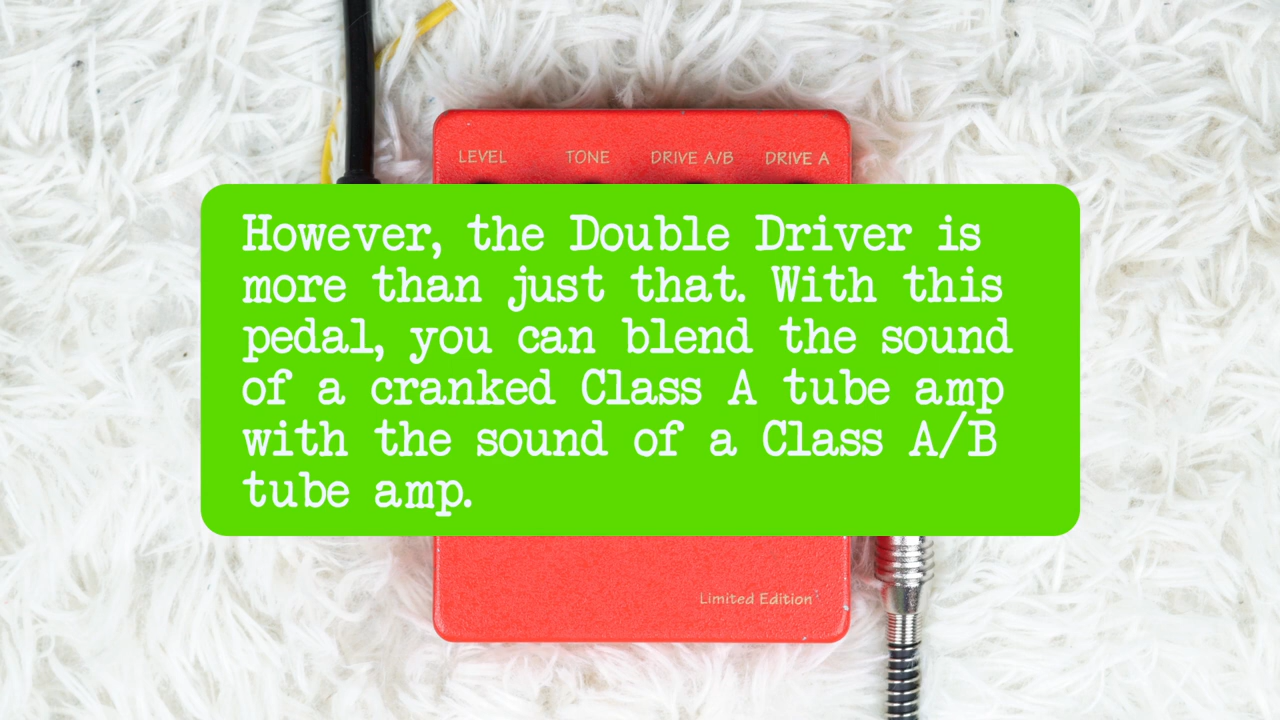 LEVEL TONE DRIVE A/B DRIVE A
However, the Double Driver is
more than just that. With this
pedal, you can blend the sound
of a cranked Class A tube amp
with the sound of a Class A/B
tube amp.
Limited Edition